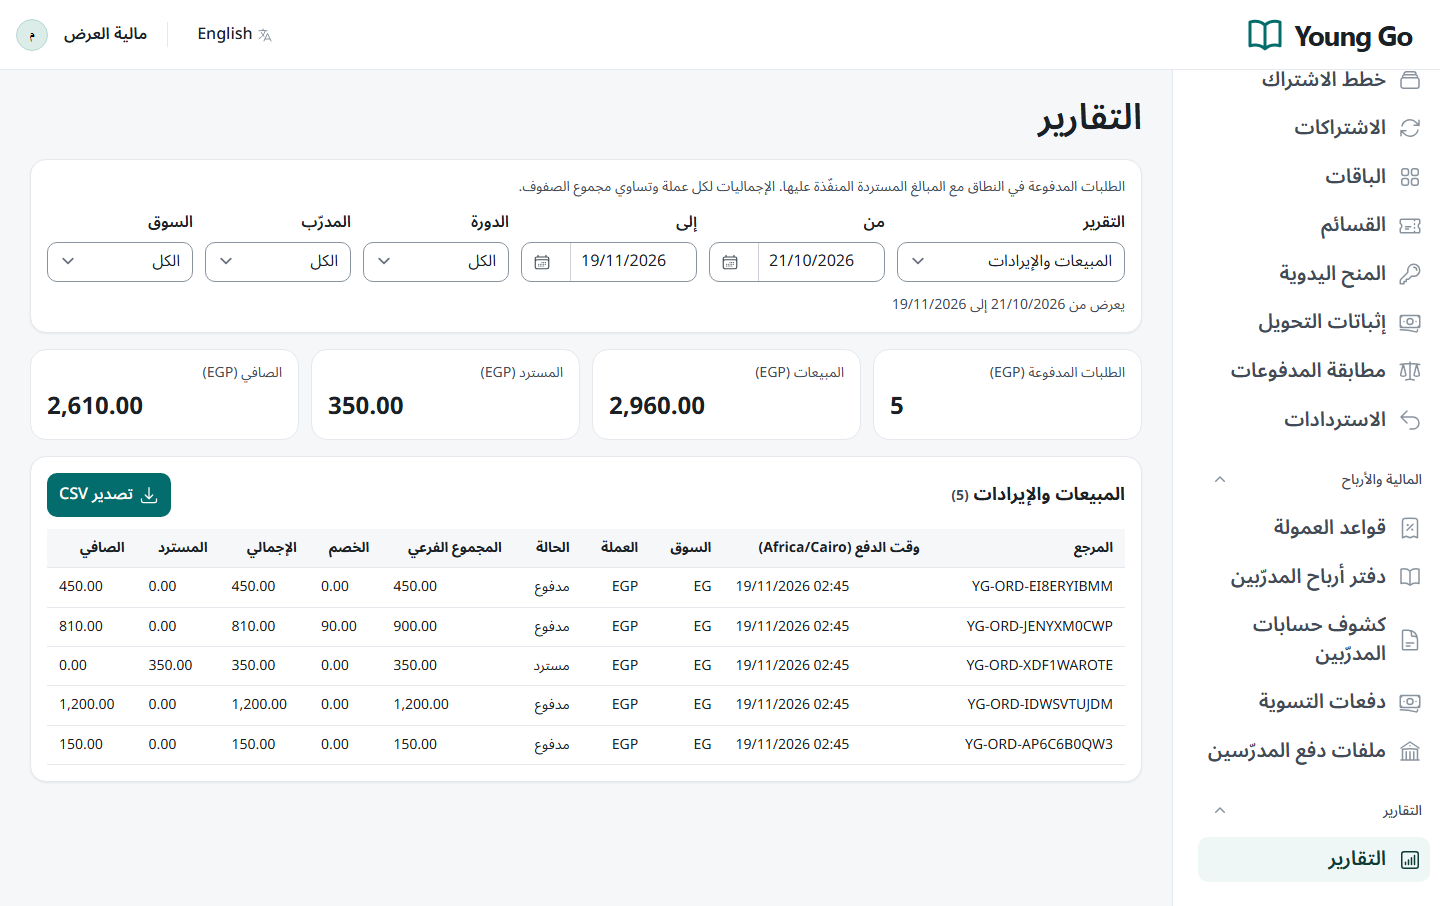 Young Go
English
مالية العرض
م
خطط الاشتراك
الاشتراكات
الباقات
القسائم
المنح اليدوية
إثباتات التحويل
مطابقة المدفوعات
الاستردادات
المالية والأرباح
قواعد العمولة
دفتر أرباح المدرّبين
كشوف حسابات
المدرّبين
دفعات التسوية
ملفات دفع المدرّسين
التقارير
التقارير
التقارير
الطلبات المدفوعة في النطاق مع المبالغ المستردة المنفّذة عليها. الإجماليات لكل عملة وتساوي مجموع الصفوف.
التقرير من إلى الدورة المدرّب السوق
المبيعات والإيرادات 21/10/2026 19/11/2026 الكل الكل الكل
يعرض من 21/10/2026 إلى 19/11/2026
الطلبات المدفوعة (EGP) المبيعات (EGP) المسترد (EGP) الصافي (EGP)
5 2,960.00 350.00 2,610.00
المبيعات والإيرادات (5)
تصدير CSV
المرجع وقت الدفع (Africa/Cairo) السوق العملة الحالة المجموع الفرعي الخصم الإجمالي المسترد الصافي
YG-ORD-EI8ERYIBMM 19/11/2026 02:45 EG EGP مدفوع 450.00 0.00 450.00 0.00 450.00
YG-ORD-JENYXM0CWP 19/11/2026 02:45 EG EGP مدفوع 900.00 90.00 810.00 0.00 810.00
YG-ORD-XDF1WAROTE 19/11/2026 02:45 EG EGP مسترد 350.00 0.00 350.00 350.00 0.00
YG-ORD-IDWSVTUJDM 19/11/2026 02:45 EG EGP مدفوع 1,200.00 0.00 1,200.00 0.00 1,200.00
YG-ORD-AP6C6B0QW3 19/11/2026 02:45 EG EGP مدفوع 150.00 0.00 150.00 0.00 150.00